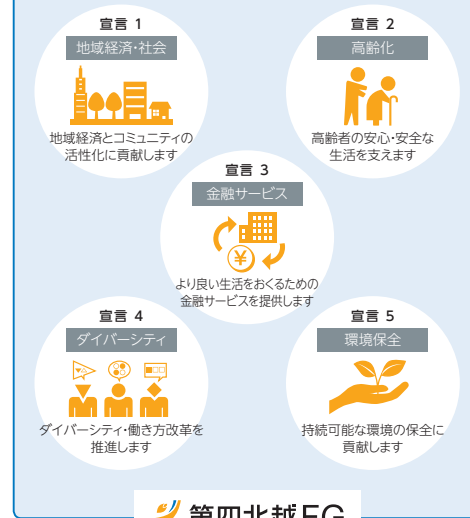 宣言 1
地域経済・社会
地域経済とコミュニティの
活性化に貢献します
宣言 2
高齢化
高齢者の安心・安全な
生活を支えます
宣言 3
金融サービス
¥
より良い生活をおくるための
金融サービスを提供します
宣言 4
ダイバーシティ
ダイバーシティ・働き方改革を
推進します
宣言 5
環境保全
持続可能な環境の保全に
貢献します
第四北越FG